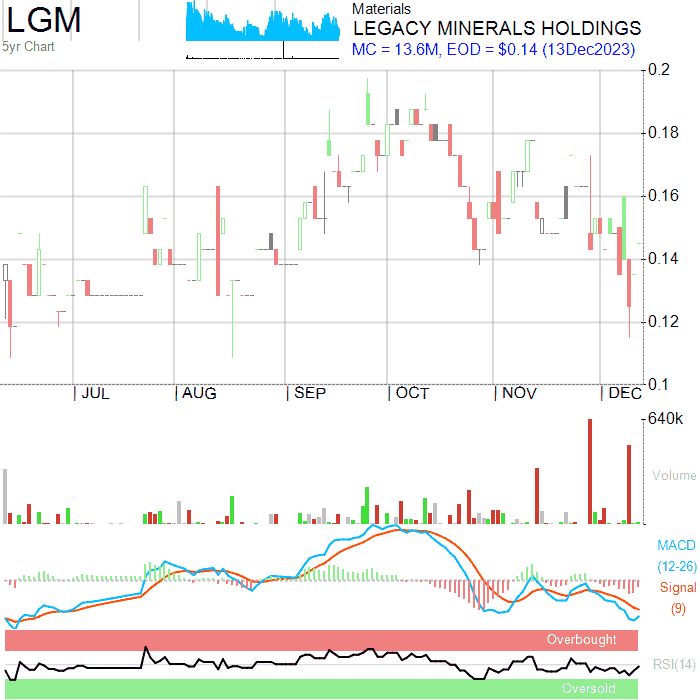 LGM
5yr Chart
Materials
LEGACY MINERALS HOLDINGS
MC = 13.6M, EOD = $0.14 (13Dec2023)
0.2
0.18
0.16
0.14
0.12
0.1
JUL AUG SEP OCT NOV DEC
640k
Volume
MACD
(12-26)
Signal
(9)
Overbought
RSI(14)
Oversold